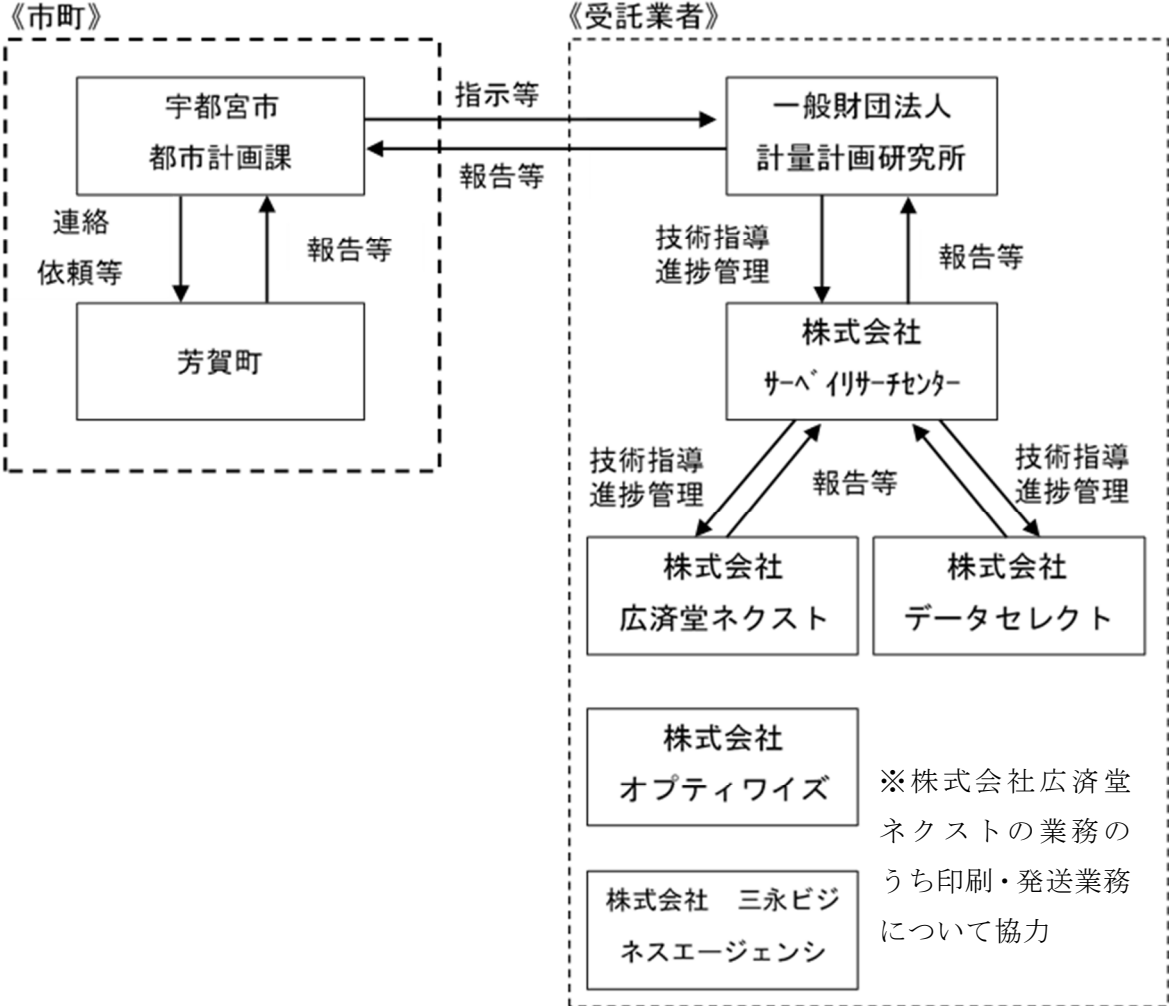 《市町》
宇都宮市
都市計画課
連絡
依頼等
報告等
芳賀町
指示等
報告等
《受託業者》
一般財団法人
計量計画研究所
技術指導
進捗管理
報告等
株式会社
ｻｰﾍﾞｲﾘｻｰﾁｾﾝﾀｰ
技術指導
進捗管理
報告等
技術指導
進捗管理
株式会社
広済堂ネクスト
株式会社
データセレクト
株式会社
オプティワイズ
株式会社　三永ビジ
ネスエージェンシ
※株式会社広済堂
ネクストの業務の
うち印刷・発送業務
について協力